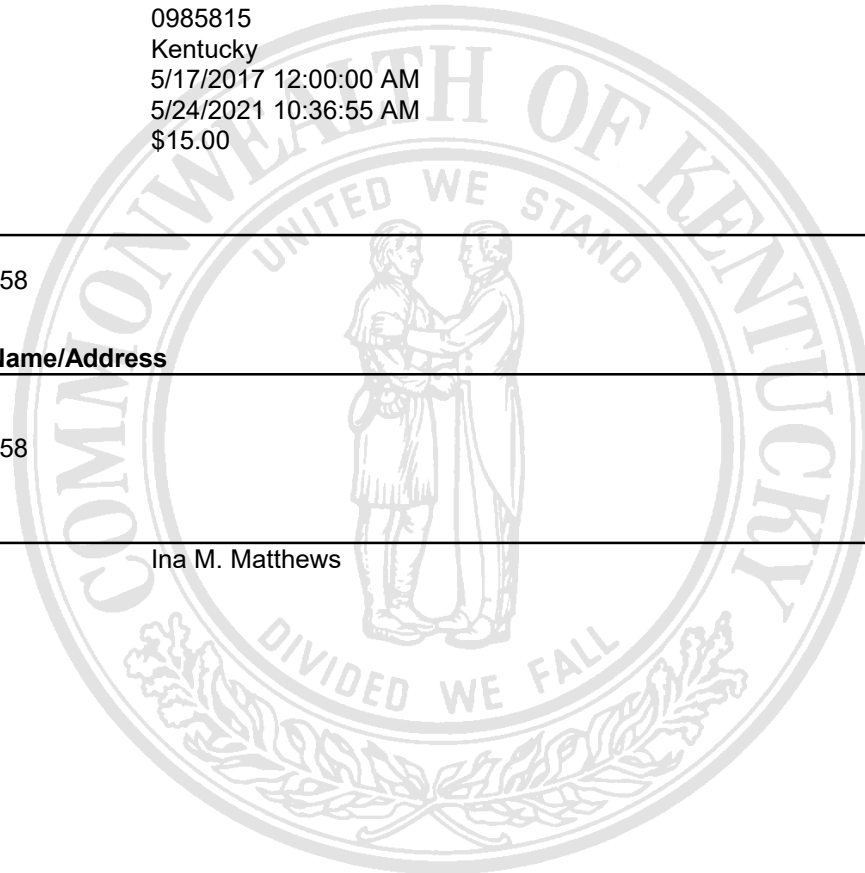 0985815
Kentucky
5/17/2017 12:00:00 AM
5/24/2021 10:36:55 AM
$15.00
COMMONWEALTH OF KENTUCKY
UNITED WE STAND
58
Name/Address
58
Ina M. Matthews
DIVIDED WE FALL